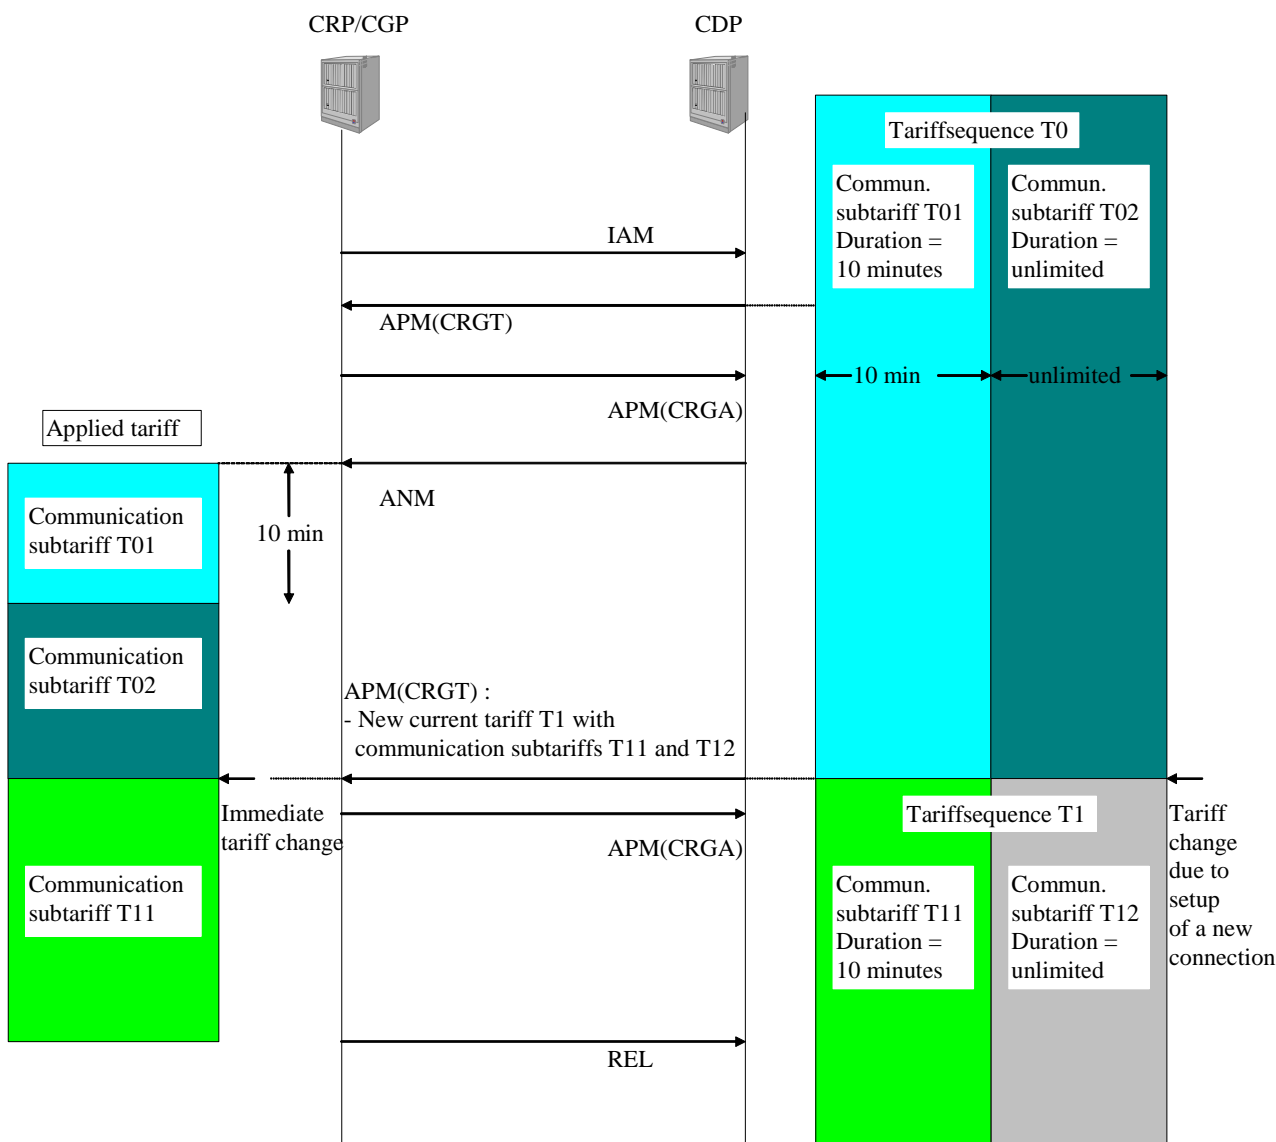 CRP/CGP
CDP
Tariffsequence T0
Commun.
subtariff T01
Duration =
10 minutes
Commun.
subtariff T02
Duration =
unlimited
IAM
APM(CRGT)
10 min
unlimited
APM(CRGA)
Applied tariff
ANM
Communication
subtariff T01
10 min
Communication
subtariff T02
APM(CRGT) :
- New current tariff T1 with
communication subtariffs T11 and T12
Immediate
tariff change
APM(CRGA)
Tariffsequence T1
Tariff
change
due to
setup
of a new
connection
Communication
subtariff T11
Commun.
subtariff T11
Duration =
10 minutes
Commun.
subtariff T12
Duration =
unlimited
REL